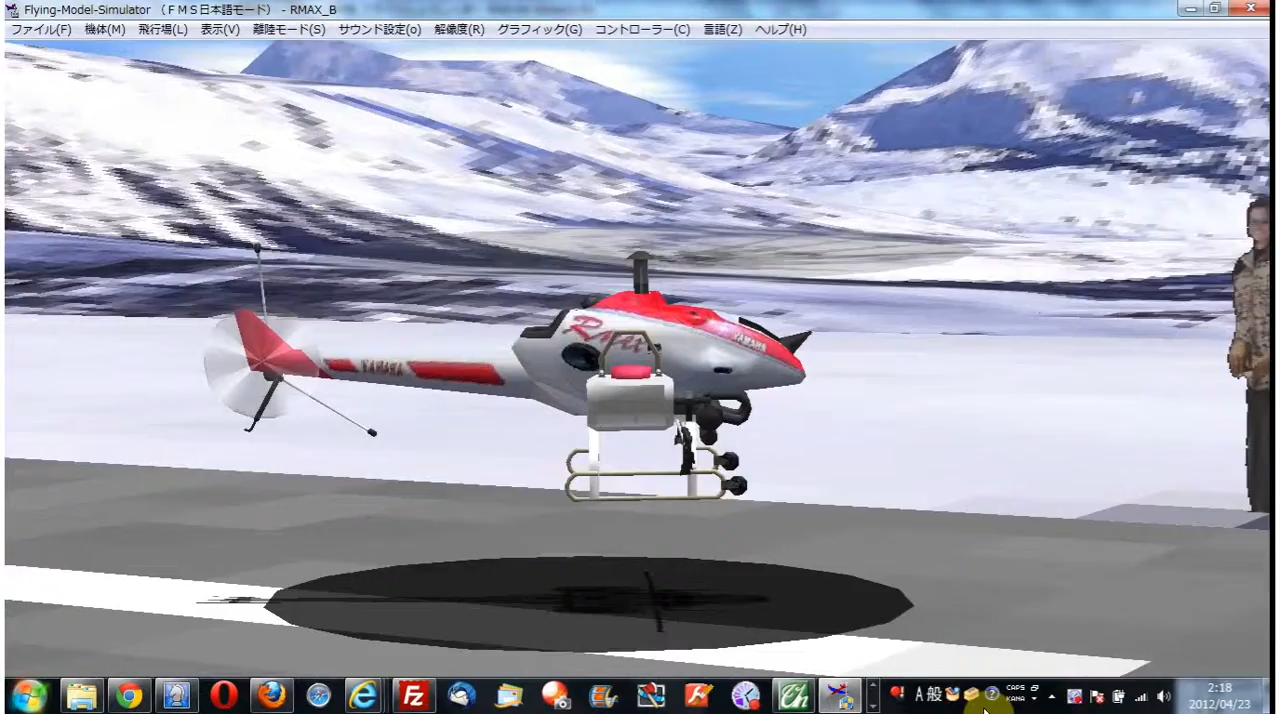 Flying-Model-Simulator （ＦＭＳ日本語モード） - RMAX_B
ファイル(F) 機体(M) 飛行場(L) 表示(V) 離陸モード(S) サウンド設定(o) 解像度(R) グラフィック(G) コントローラー(C) 言語(Z) ヘルプ(H)
Rmax
YAMAHA
YAMAHA
Fz
Ch
A 般
CAPS
KANA
2:18
2012/04/23